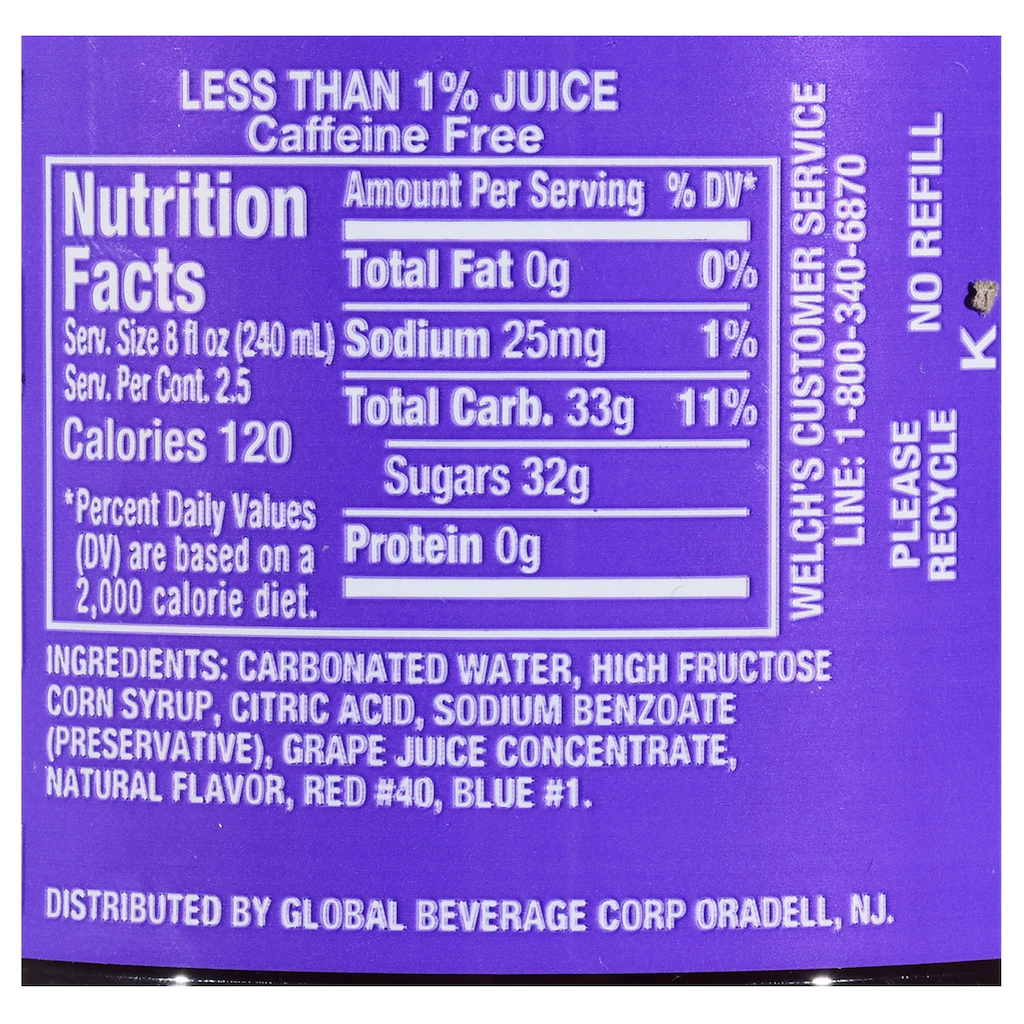 LESS THAN 1% JUICE
Caffeine Free
Nutrition
Facts
Serv. Size 8 fl oz (240 mL)
Serv. Per Cont. 2.5
Calories 120
*Percent Daily Values
(DV) are based on a
2,000 calorie diet.
Amount Per Serving % DV*
Total Fat 0g 0%
Sodium 25mg 1%
Total Carb. 33g 11%
Sugars 32g
Protein 0g
INGREDIENTS: CARBONATED WATER, HIGH FRUCTOSE
CORN SYRUP, CITRIC ACID, SODIUM BENZOATE
(PRESERVATIVE), GRAPE JUICE CONCENTRATE,
NATURAL FLAVOR, RED #40, BLUE #1.
DISTRIBUTED BY GLOBAL BEVERAGE CORP ORADELL, NJ.
WELCH'S CUSTOMER SERVICE
LINE: 1-800-340-6870
PLEASE
RECYCLE
NO REFILL
K